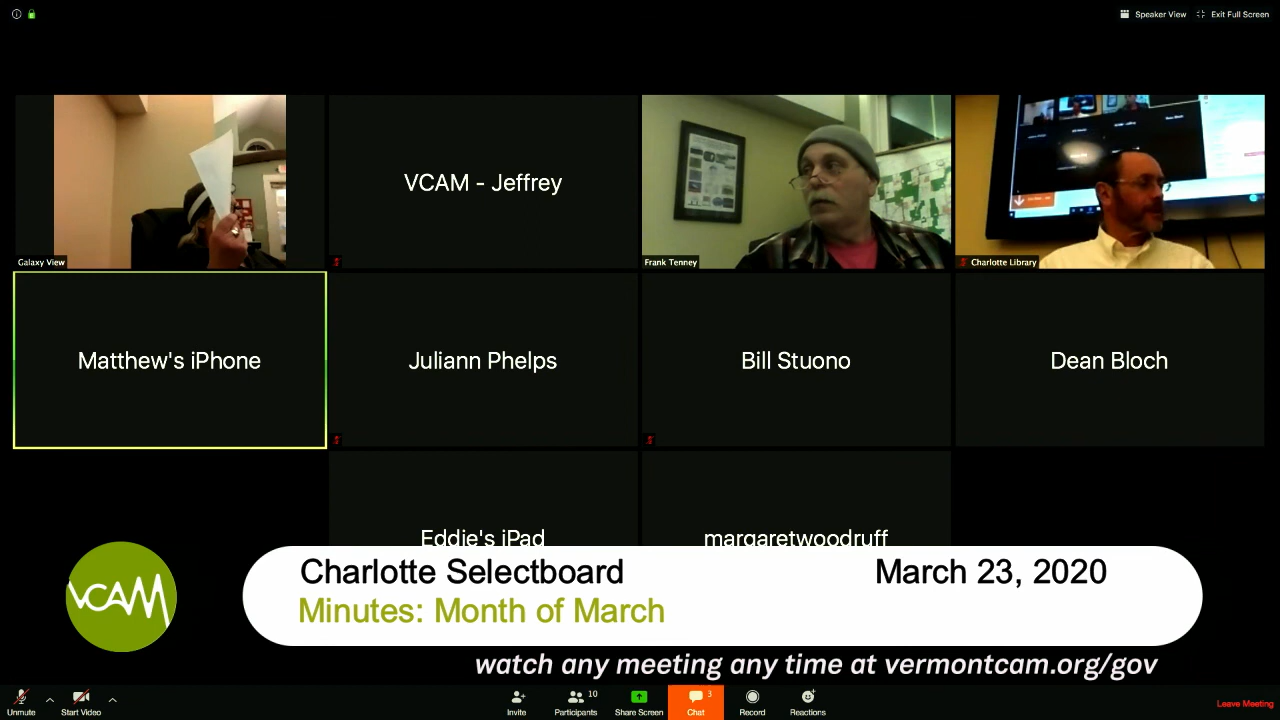 Speaker View
Exit Full Screen
Galaxy View
VCAM - Jeffrey
Frank Tenney
Charlotte Library
Matthew's iPhone
Juliann Phelps
Bill Stuono
Dean Bloch
Eddie's iPad
margaretwoodruff
VCAM
Charlotte Selectboard
March 23, 2020
Minutes: Month of March
watch any meeting any time at vermontcam.org/gov
Unmute
Start Video
Invite
Participants
10
Share Screen
Chat
3
Record
Reactions
Leave Meeting